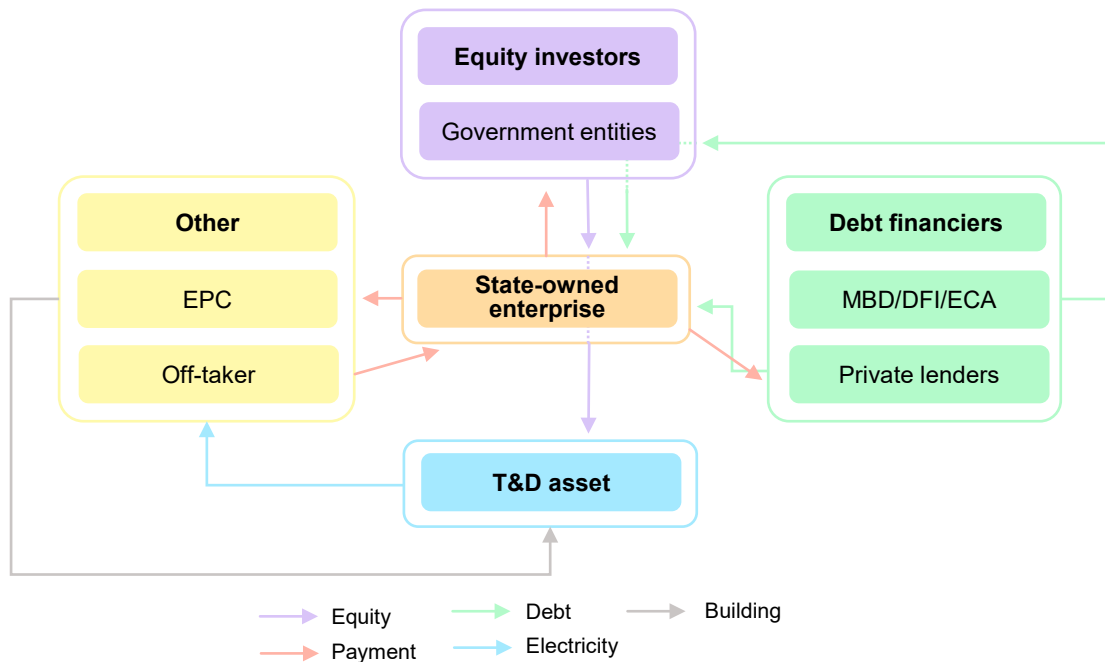 Equity investors
Government entities
Other
EPC
Off-taker
State-owned
enterprise
Debt financiers
MBD/DFI/ECA
Private lenders
T&D asset
Equity
Debt
Building
Payment
Electricity